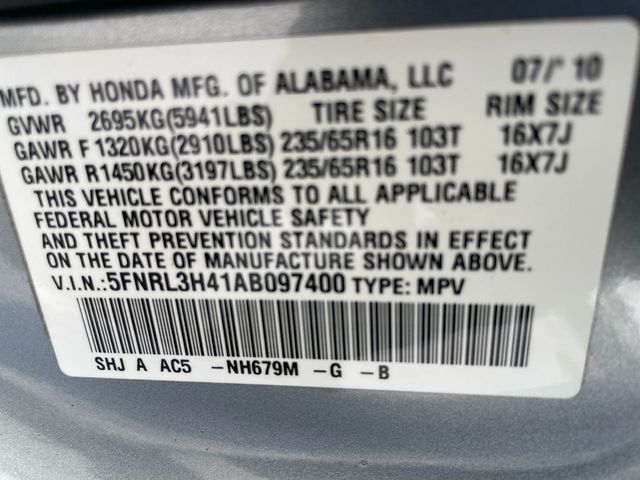 MFD. BY HONDA MFG. OF ALABAMA, LLC 07/'10
GVWR 2695KG(5941LBS) TIRE SIZE RIM SIZE
GAWR F 1320KG(2910LBS) 235/65R16 103T 16X7J
GAWR R1450KG(3197LBS) 235/65R16 103T 16X7J
THIS VEHICLE CONFORMS TO ALL APPLICABLE
FEDERAL MOTOR VEHICLE SAFETY
AND THEFT PREVENTION STANDARDS IN EFFECT
ON THE DATE OF MANUFACTURE SHOWN ABOVE.
V.I.N.:5FNRL3H41AB097400 TYPE: MPV
SHJ A AC5 -NH679M -G -B